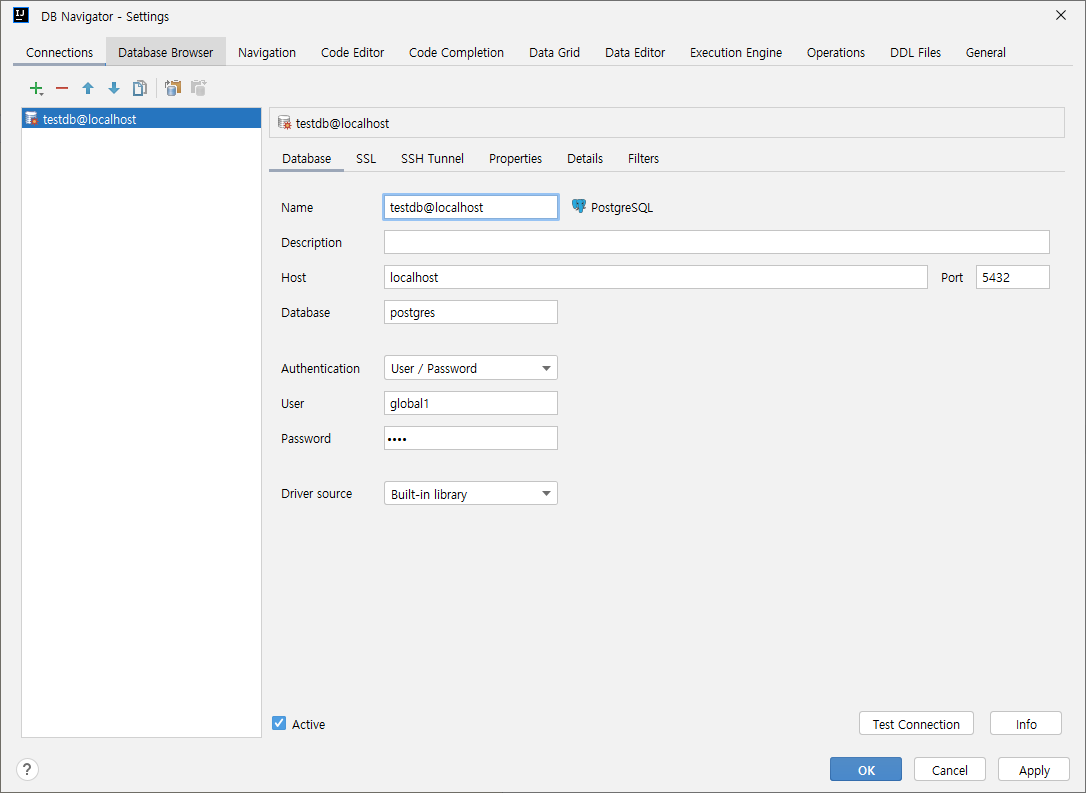 DB Navigator - Settings
Connections Database Browser Navigation Code Editor Code Completion Data Grid Data Editor Execution Engine Operations DDL Files General
testdb@localhost
testdb@localhost
Database SSL SSH Tunnel Properties Details Filters
Name testdb@localhost PostgreSQL
Description
Host localhost Port 5432
Database postgres
Authentication User / Password
User global1
Password ••••
Driver source Built-in library
Active Test Connection Info
? OK Cancel Apply